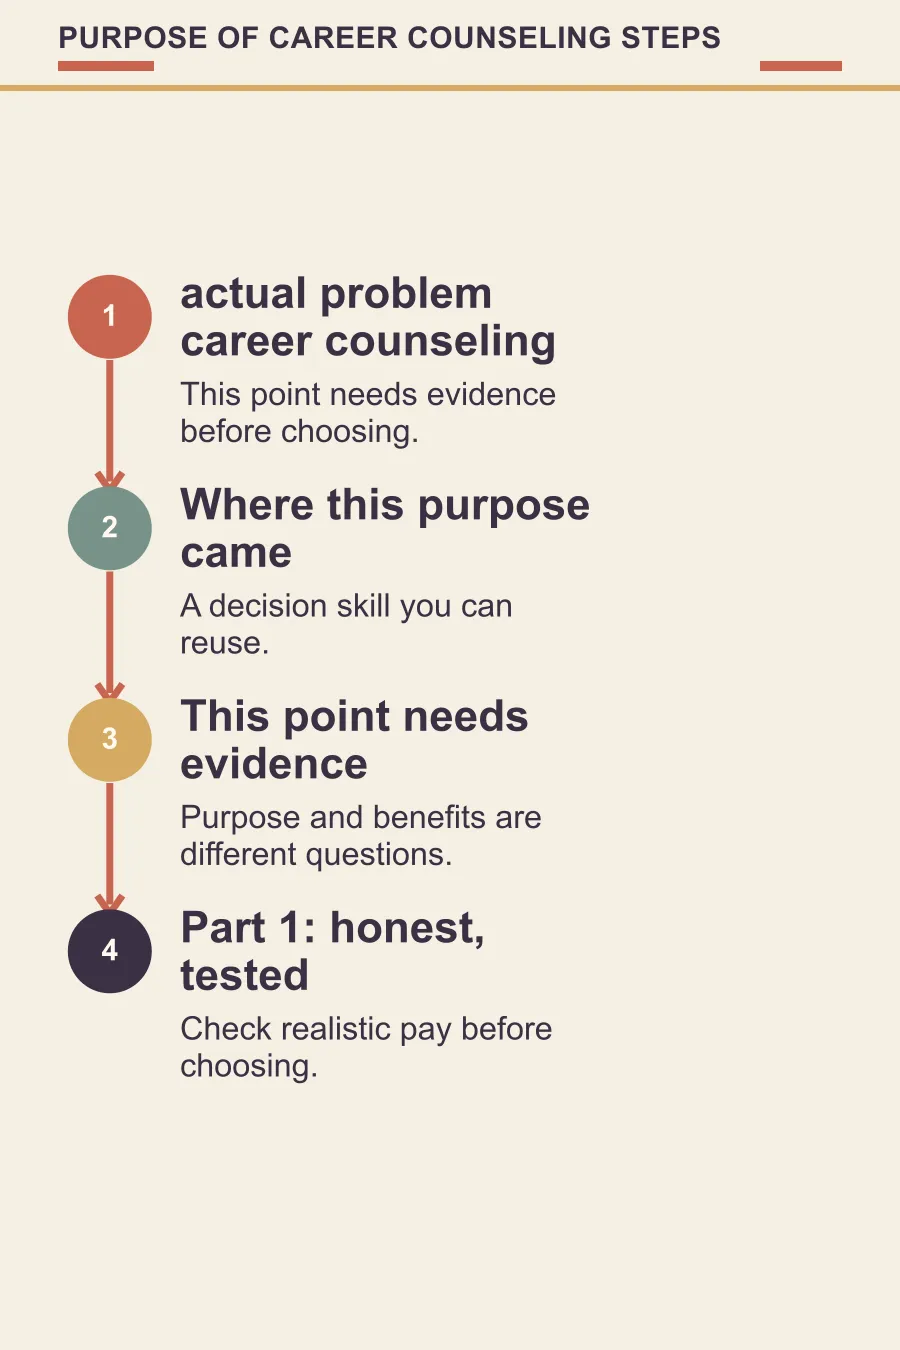 PURPOSE OF CAREER COUNSELING STEPS
1
actual problem
career counseling
This point needs evidence
before choosing.
2
Where this purpose
came
A decision skill you can
reuse.
3
This point needs
evidence
Purpose and benefits are
different questions.
4
Part 1: honest,
tested
Check realistic pay before
choosing.